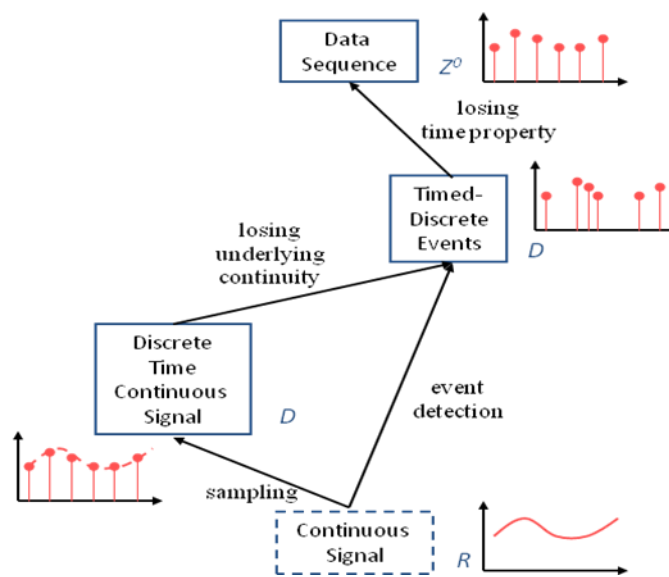 Data
Sequence
Z⁰
losing
time property
Timed-
Discrete
Events
D
losing
underlying
continuity
Discrete
Time
Continuous
Signal
D
event
detection
sampling
Continuous
Signal
R